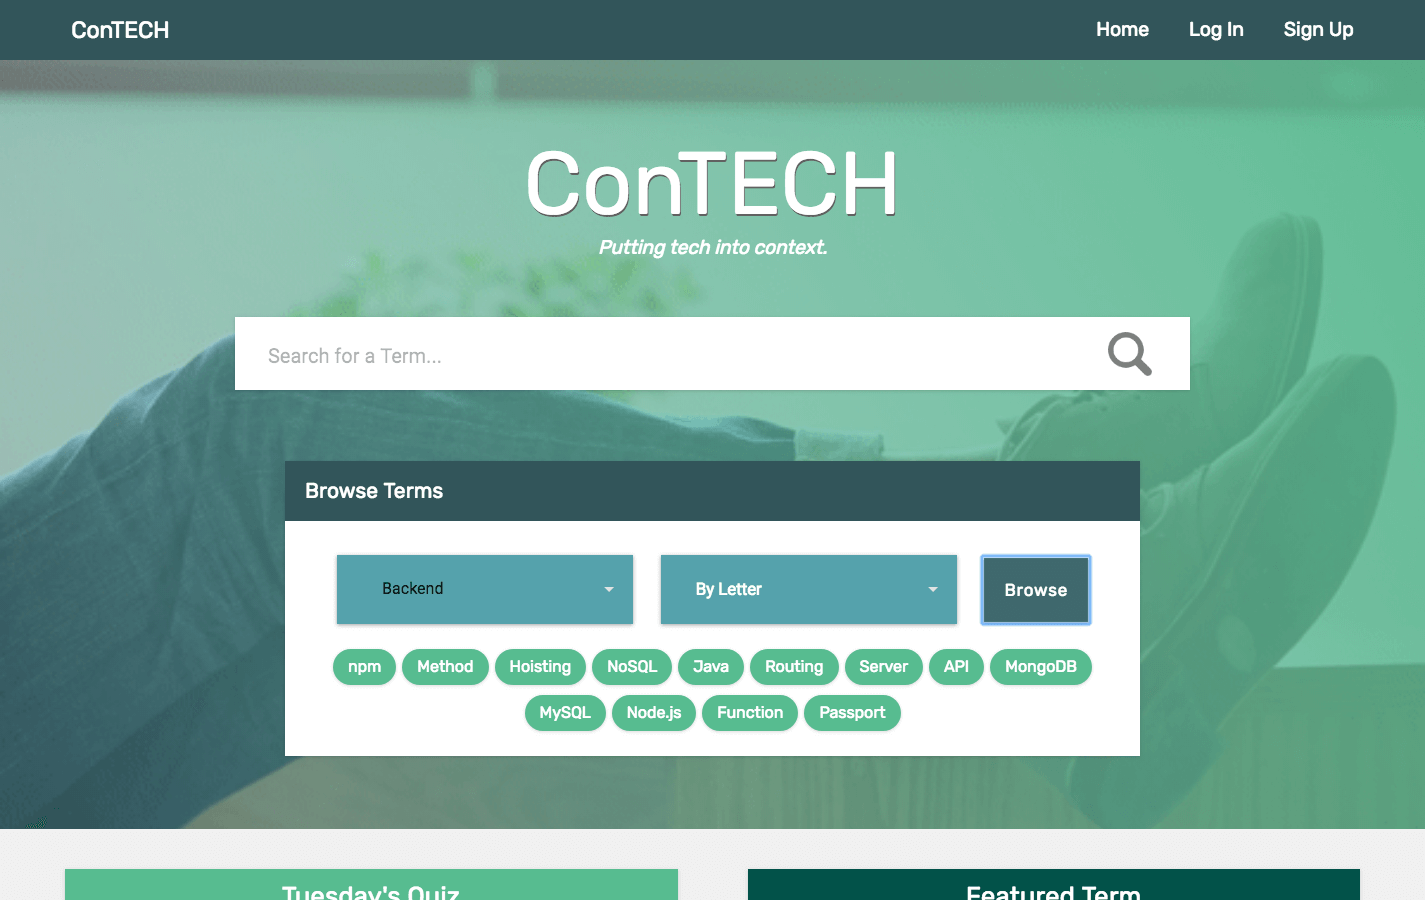 ConTECH Home Log In Sign Up
ConTECH
Putting tech into context.
Search for a Term...
Browse Terms
Backend By Letter Browse
npm Method Hoisting NoSQL Java Routing Server API MongoDB
MySQL Node.js Function Passport
Tuesday's Quiz Featured Term